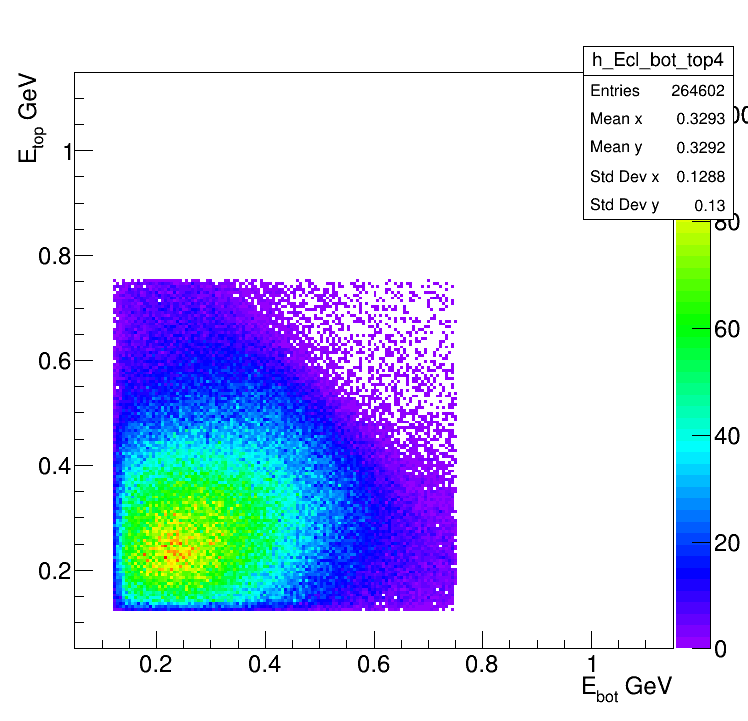 h_Ecl_bot_top4
Entries 264602
Mean x 0.3293
Mean y 0.3292
Std Dev x 0.1288
Std Dev y 0.13
E_top GeV
1
0.8
0.6
0.4
0.2
80
60
40
20
0
0.2 0.4 0.6 0.8 1
E_bot GeV